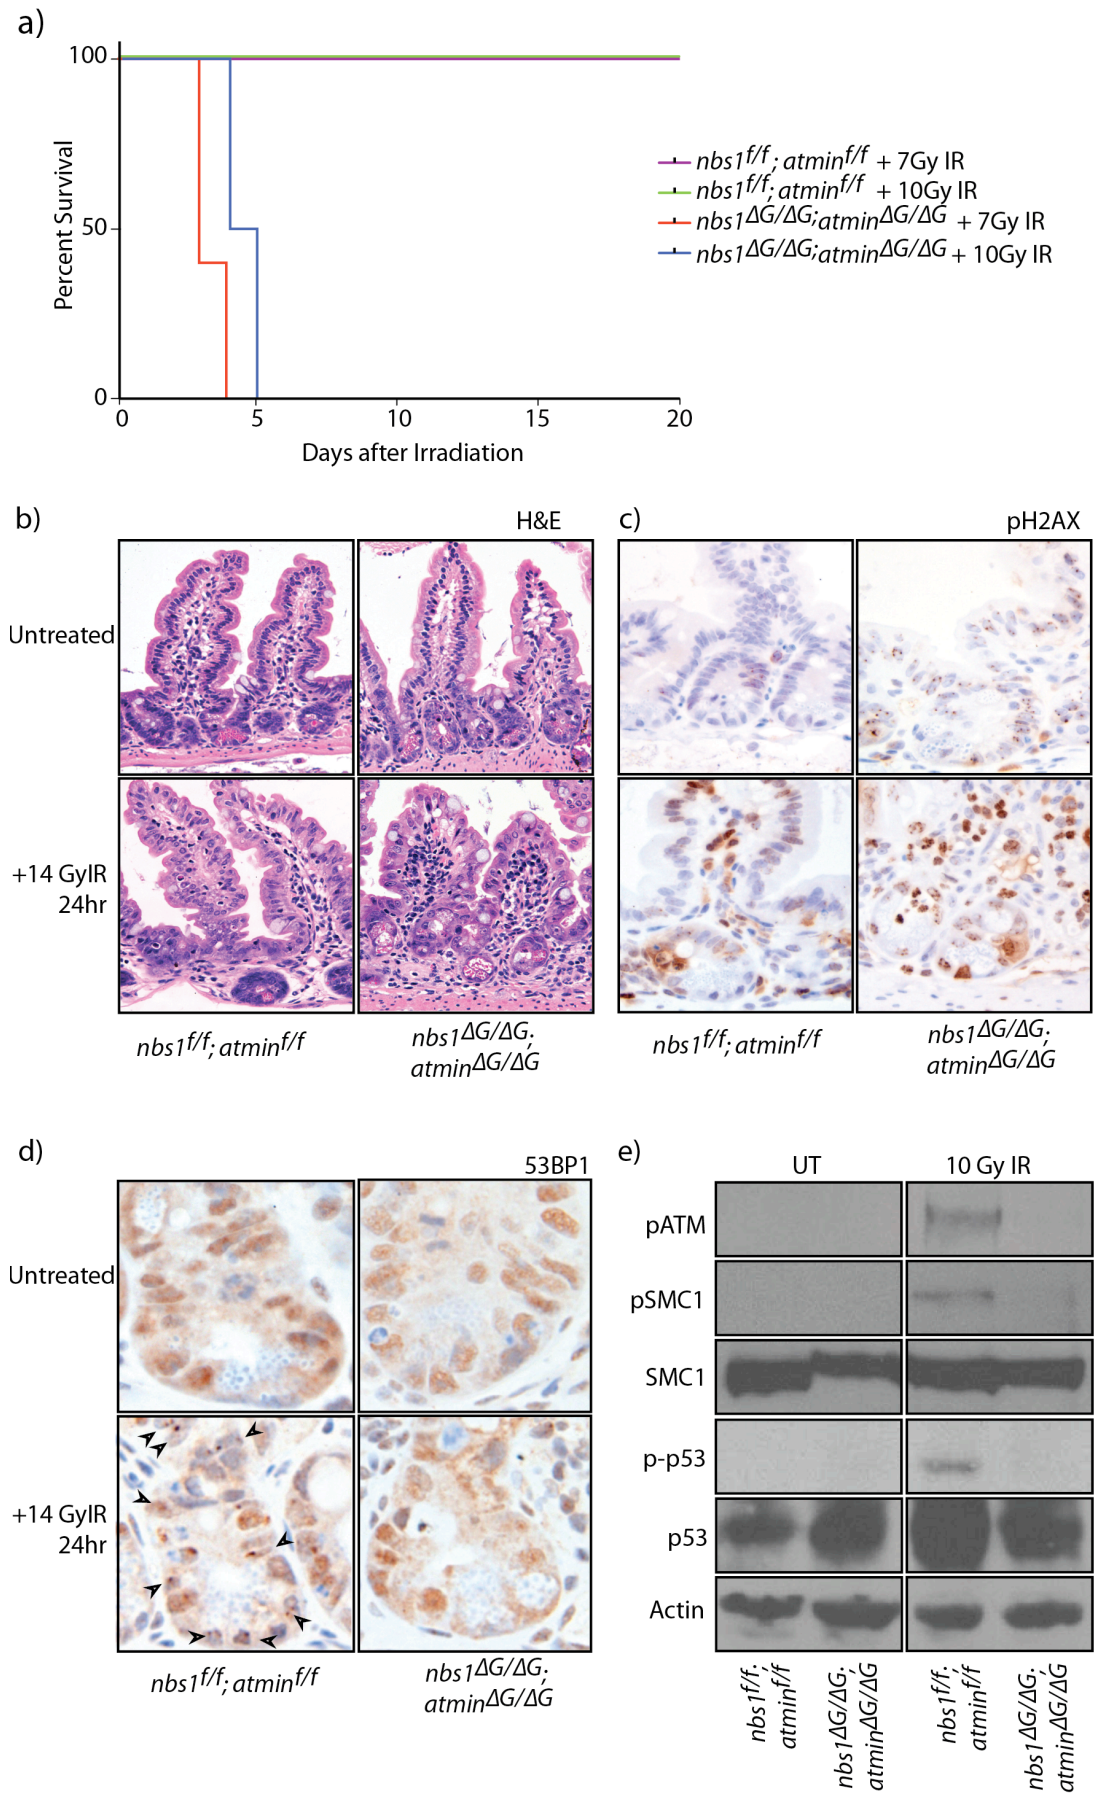 a)
100
50
0
Percent Survival
0 5 10 15 20
Days after Irradiation
nbs1f/f; atminf/f + 7Gy IR
nbs1f/f; atminf/f + 10Gy IR
nbs1ΔG/ΔG;atminΔG/ΔG + 7Gy IR
nbs1ΔG/ΔG;atminΔG/ΔG + 10Gy IR
b)
H&E
Untreated
+14 GyIR
24hr
nbs1f/f; atminf/f
nbs1ΔG/ΔG;
atminΔG/ΔG
c)
pH2AX
nbs1f/f; atminf/f
nbs1ΔG/ΔG;
atminΔG/ΔG
d)
53BP1
Untreated
+14 GyIR
24hr
nbs1f/f; atminf/f
nbs1ΔG/ΔG;
atminΔG/ΔG
e)
UT 10 Gy IR
pATM
pSMC1
SMC1
p-p53
p53
Actin
nbs1f/f;
atminf/f
nbs1ΔG/ΔG;
atminΔG/ΔG
nbs1f/f;
atminf/f
nbs1ΔG/ΔG;
atminΔG/ΔG